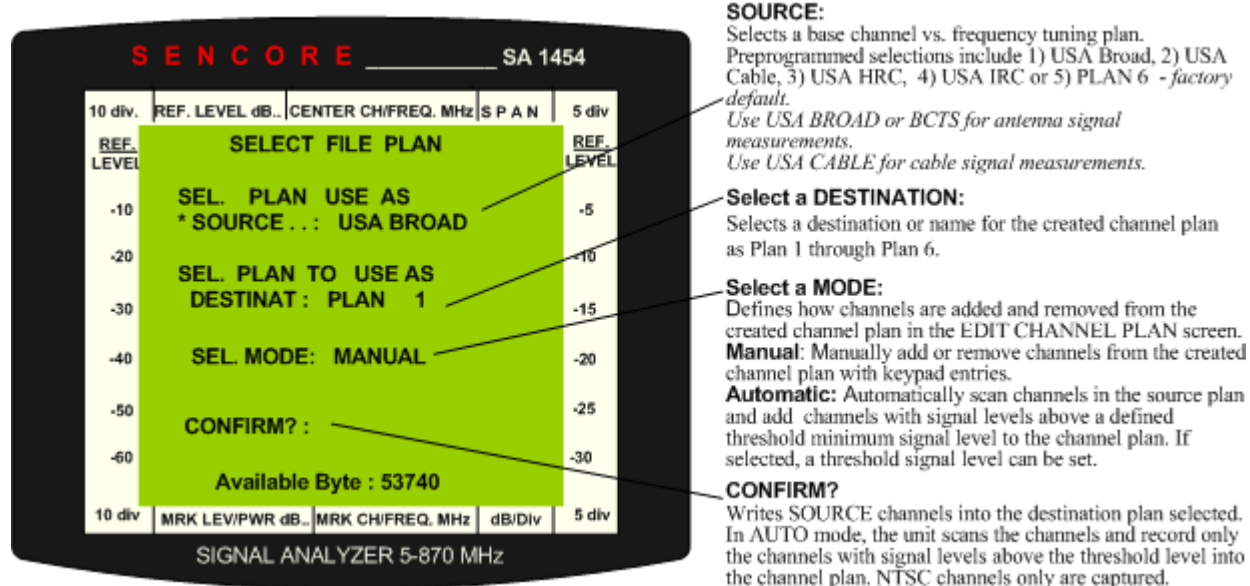 S E N C O R E __________ SA 1454
10 div. REF. LEVEL dB.. CENTER CH/FREQ. MHz S P A N 5 div
REF. LEVEL
-10
-20
-30
-40
-50
-60
SELECT FILE PLAN
SEL. PLAN USE AS
* SOURCE . . : USA BROAD
SEL. PLAN TO USE AS
DESTINAT : PLAN 1
SEL. MODE: MANUAL
CONFIRM? :
Available Byte : 53740
REF. LEVEL
-5
-10
-15
-20
-25
-30
10 div MRK LEV/PWR dB.. MRK CH/FREQ. MHz dB/Div 5 div
SIGNAL ANALYZER 5-870 MHz
SOURCE:
Selects a base channel vs. frequency tuning plan.
Preprogrammed selections include 1) USA Broad, 2) USA
Cable, 3) USA HRC, 4) USA IRC or 5) PLAN 6 - factory
default.
Use USA BROAD or BCTS for antenna signal
measurements.
Use USA CABLE for cable signal measurements.
Select a DESTINATION:
Selects a destination or name for the created channel plan
as Plan 1 through Plan 6.
Select a MODE:
Defines how channels are added and removed from the
created channel plan in the EDIT CHANNEL PLAN screen.
Manual: Manually add or remove channels from the created
channel plan with keypad entries.
Automatic: Automatically scan channels in the source plan
and add channels with signal levels above a defined
threshold minimum signal level to the channel plan. If
selected, a threshold signal level can be set.
CONFIRM?
Writes SOURCE channels into the destination plan selected.
In AUTO mode, the unit scans the channels and record only
the channels with signal levels above the threshold level into
the channel plan. NTSC channels only are captured.